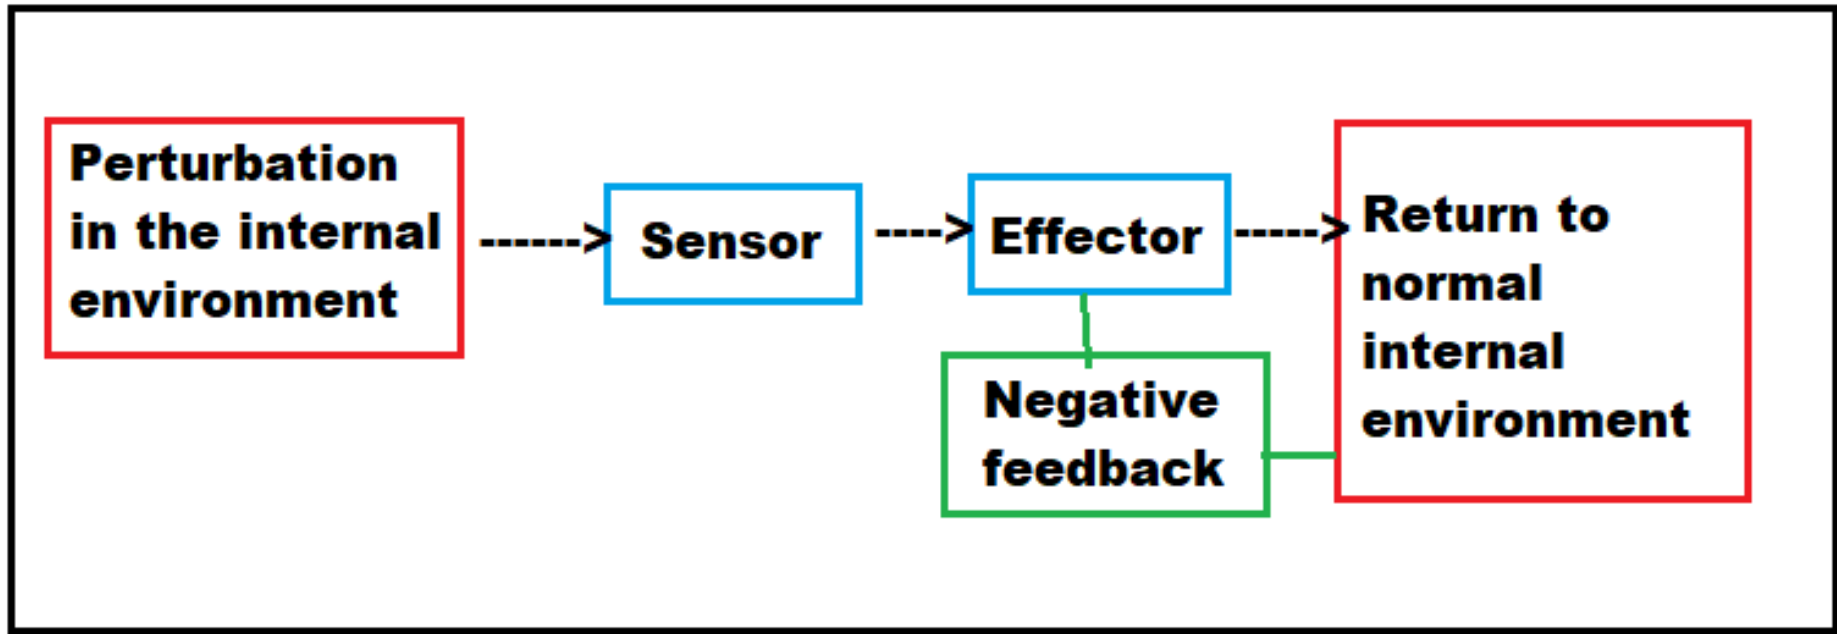 Perturbation
in the internal
environment
------>
Sensor
---->
Effector
----->
Return to
normal
internal
environment
Negative
feedback